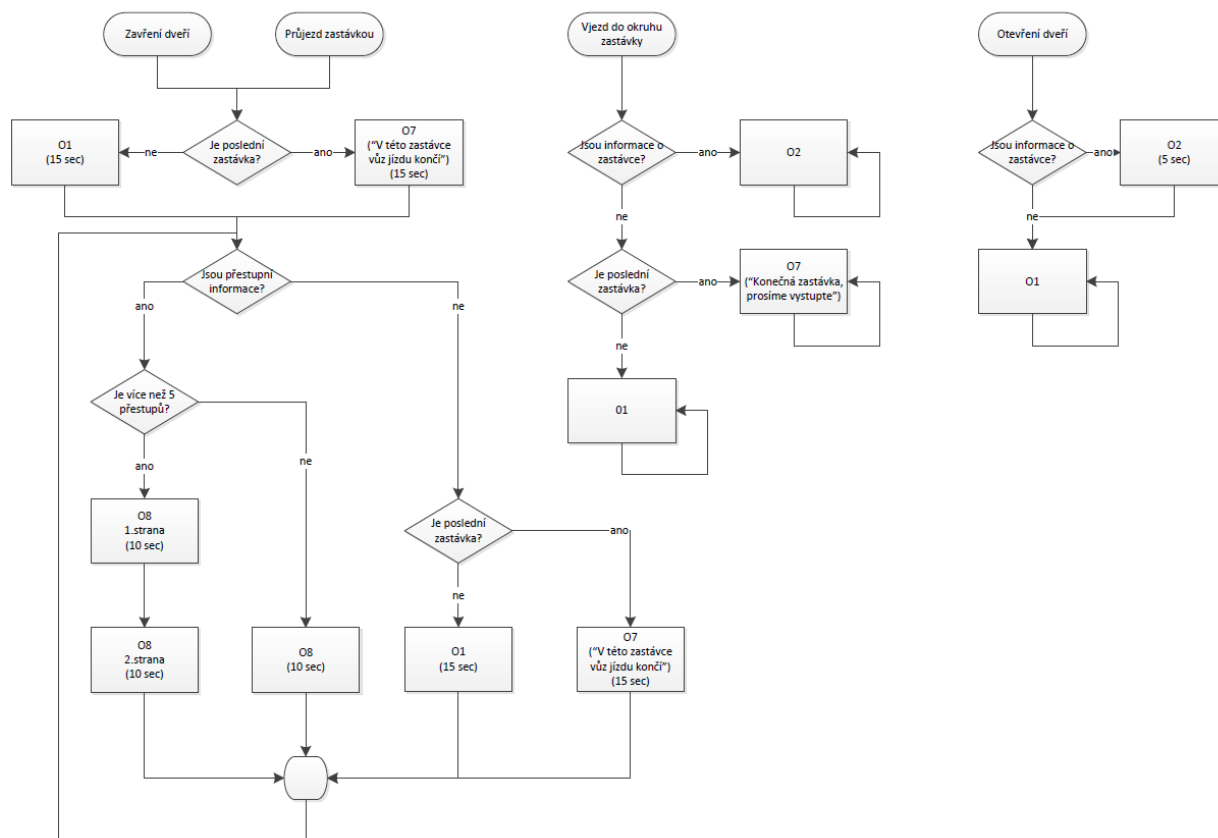 Zavření dveří
Průjezd zastávkou
Vjezd do okruhu
zastávky
Otevření dveří
O1
(15 sec)
ne
Je poslední
zastávka?
ano
O7
("V této zastávce
vůz jízdu končí")
(15 sec)
Jsou informace o
zastávce?
ano
O2
ne
Jsou informace o
zastávce?
ano
O2
(5 sec)
ne
O1
Je poslední
zastávka?
ano
O7
("Konečná zastávka,
prosíme vystupte")
ne
01
Jsou přestupní
informace?
ano
ne
Je více než 5
přestupů?
ano
ne
O8
1.strana
(10 sec)
O8
2.strana
(10 sec)
O8
(10 sec)
Je poslední
zastávka?
ano
ne
O1
(15 sec)
O7
("V této zastávce
vůz jízdu končí")
(15 sec)